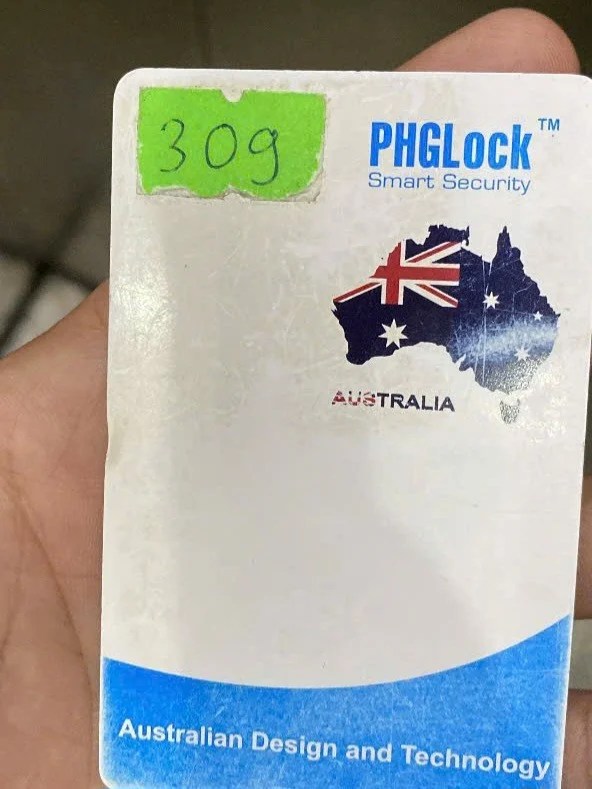 309
PHGLock™
Smart Security
AUSTRALIA
Australian Design and Technology